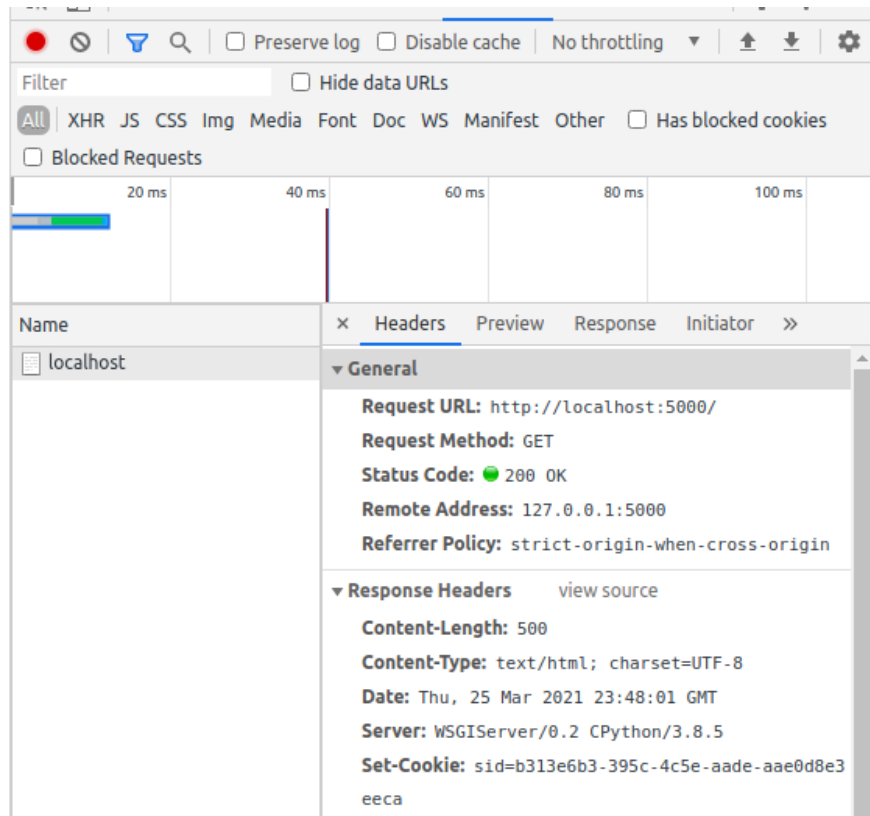 Preserve log Disable cache No throttling ▼
Filter Hide data URLs
All XHR JS CSS Img Media Font Doc WS Manifest Other Has blocked cookies
Blocked Requests
20 ms 40 ms 60 ms 80 ms 100 ms
Name × Headers Preview Response Initiator »
localhost
▼ General
Request URL: http://localhost:5000/
Request Method: GET
Status Code: 200 OK
Remote Address: 127.0.0.1:5000
Referrer Policy: strict-origin-when-cross-origin
▼ Response Headers view source
Content-Length: 500
Content-Type: text/html; charset=UTF-8
Date: Thu, 25 Mar 2021 23:48:01 GMT
Server: WSGIServer/0.2 CPython/3.8.5
Set-Cookie: sid=b313e6b3-395c-4c5e-aade-aae0d8e3
eeca